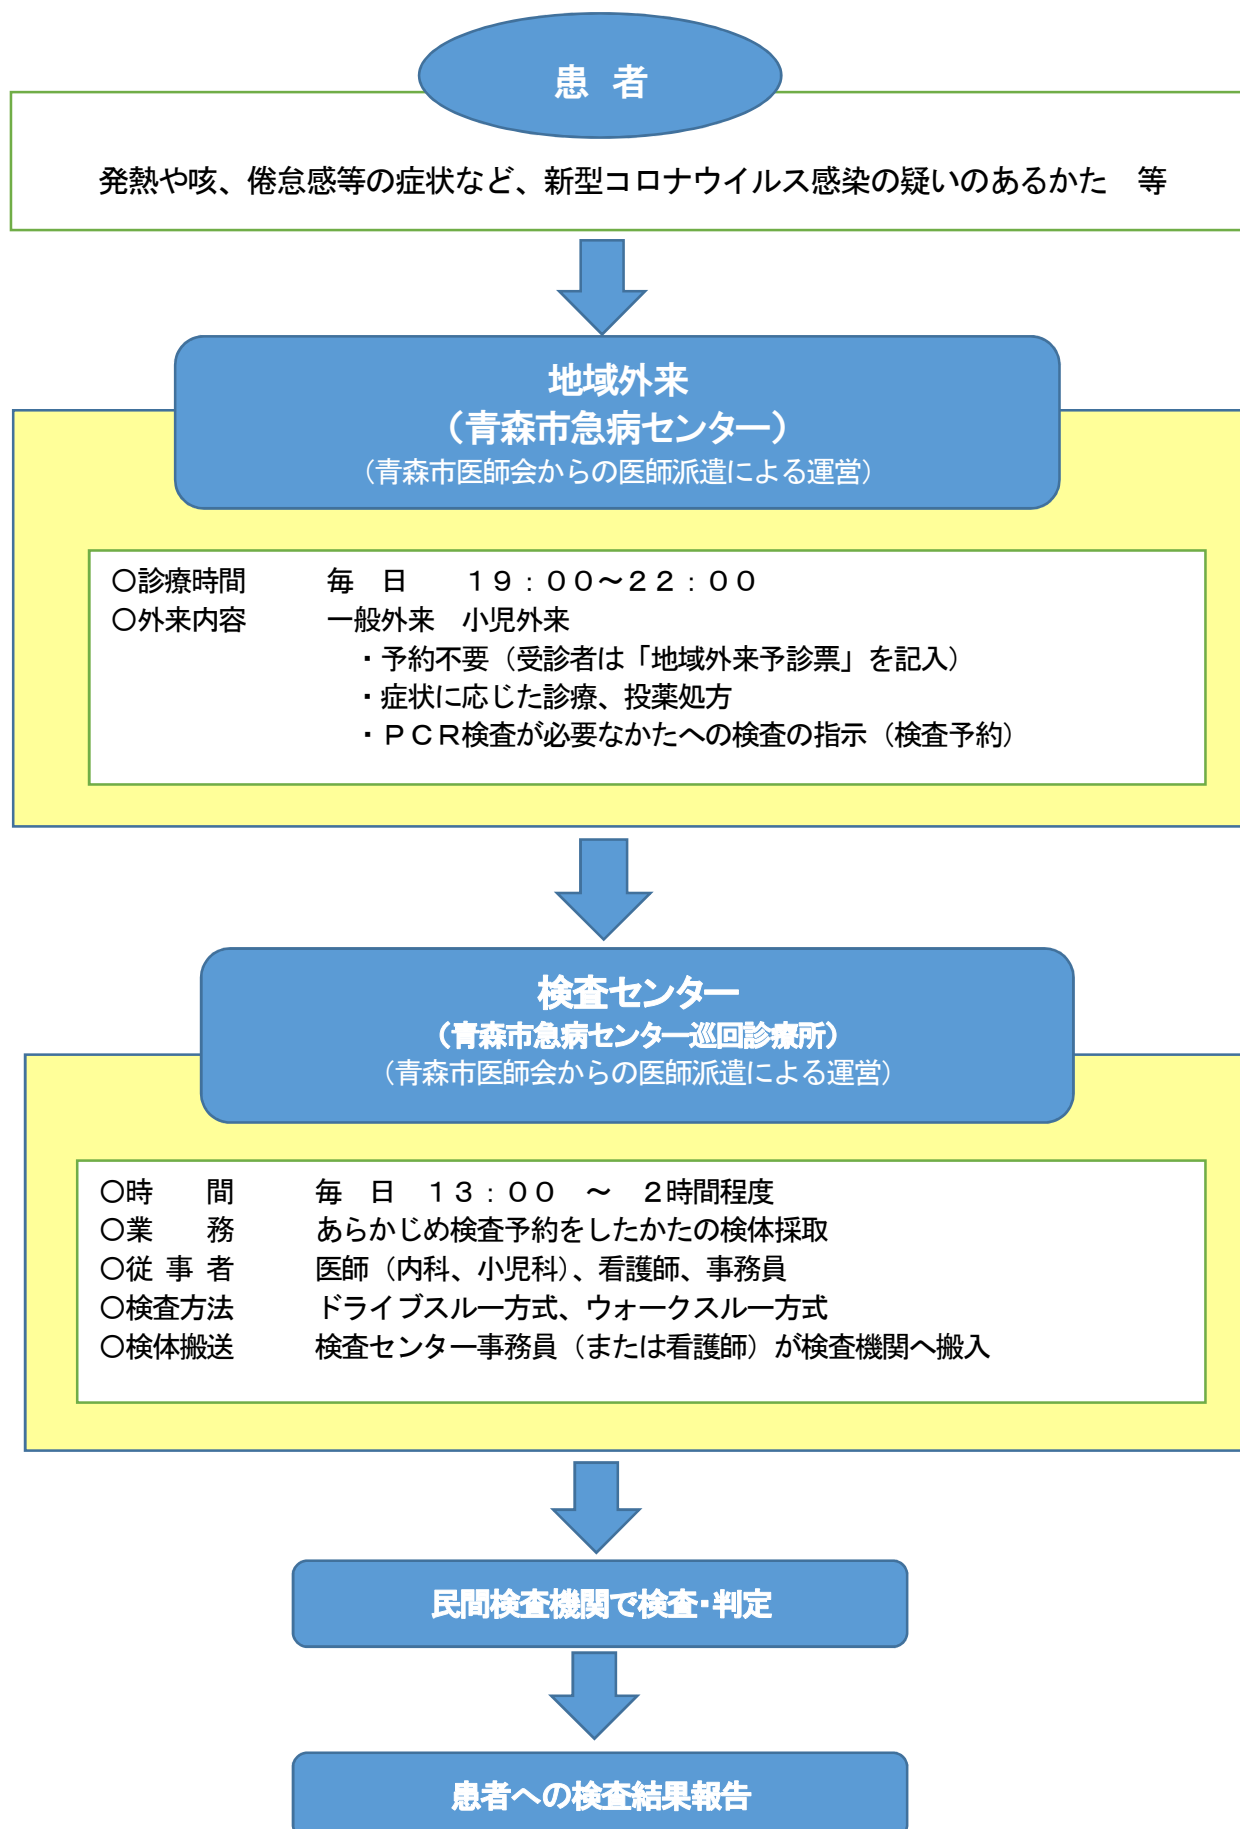 患 者
発熱や咳、倦怠感等の症状など、新型コロナウイルス感染の疑いのあるかた　等
地域外来
（青森市急病センター）
（青森市医師会からの医師派遣による運営）
○診療時間　　　毎　日　　１９：００～２２：００
○外来内容　　　一般外来　小児外来
・予約不要（受診者は「地域外来予診票」を記入）
・症状に応じた診療、投薬処方
・ＰＣＲ検査が必要なかたへの検査の指示（検査予約）
検査センター
（青森市急病センター巡回診療所）
（青森市医師会からの医師派遣による運営）
○時　　間　　　毎　日　１３：００　～　２時間程度
○業　　務　　　あらかじめ検査予約をしたかたの検体採取
○従 事 者　　　医師（内科、小児科）、看護師、事務員
○検査方法　　　ドライブスルー方式、ウォークスルー方式
○検体搬送　　　検査センター事務員（または看護師）が検査機関へ搬入
民間検査機関で検査・判定
患者への検査結果報告